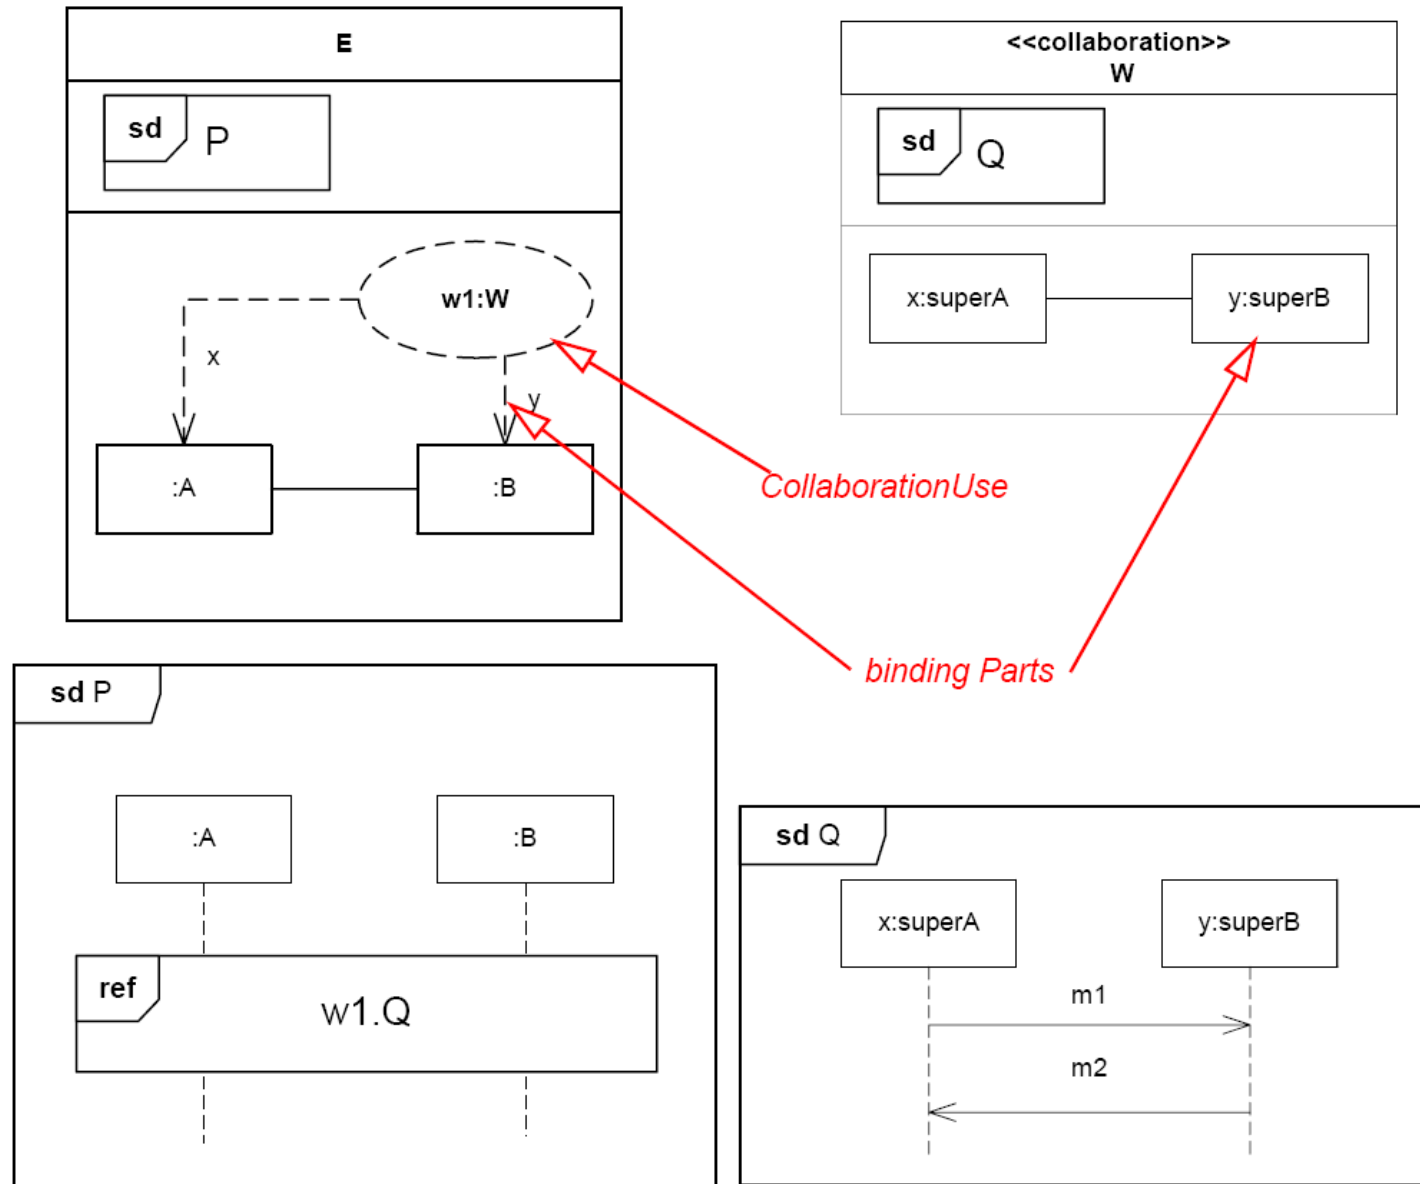 E
sd P
w1:W
x
y
:A
:B
<<collaboration>>
W
sd Q
x:superA
y:superB
CollaborationUse
binding Parts
sd P
:A
:B
ref
w1.Q
sd Q
x:superA
y:superB
m1
m2